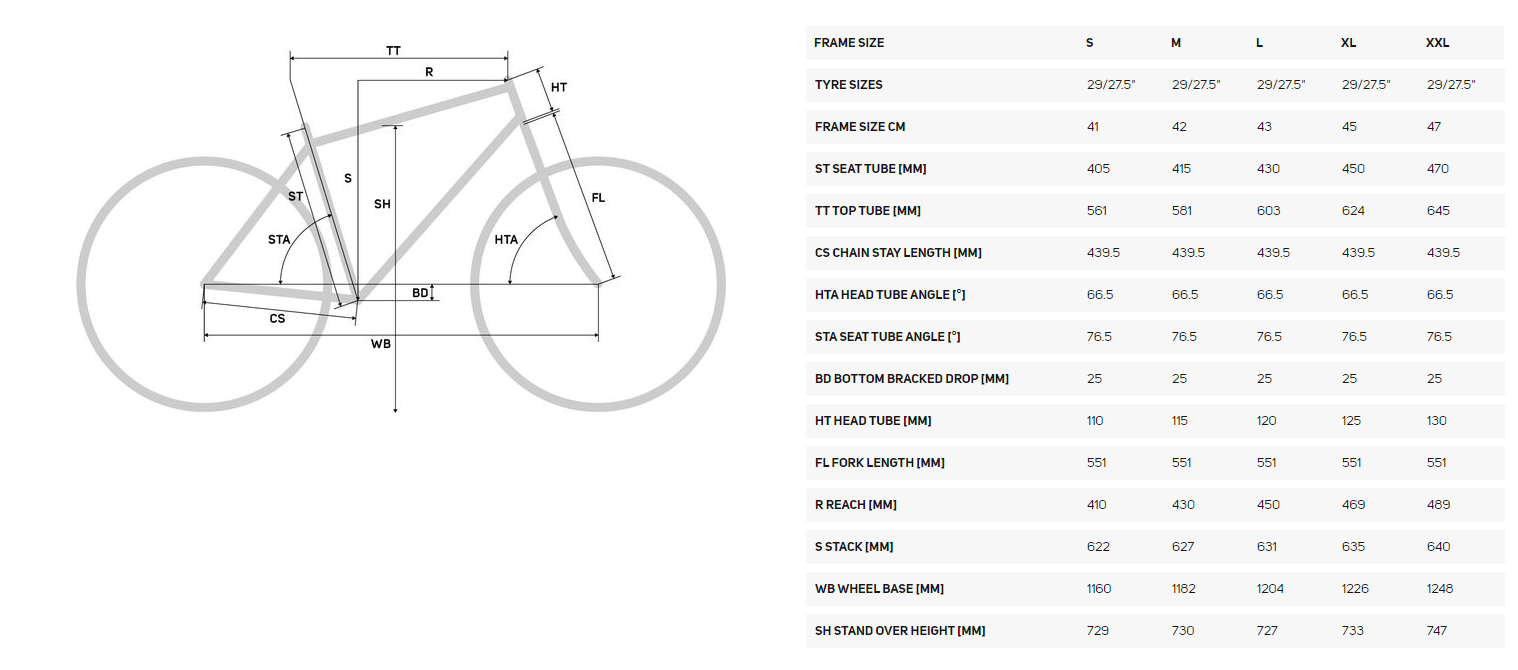 TT
R
HT
S
SH
ST
FL
STA
HTA
BD
CS
WB
FRAME SIZE S M L XL XXL
TYRE SIZES 29/27.5" 29/27.5" 29/27.5" 29/27.5" 29/27.5"
FRAME SIZE CM 41 42 43 45 47
ST SEAT TUBE [MM] 405 415 430 450 470
TT TOP TUBE [MM] 561 581 603 624 645
CS CHAIN STAY LENGTH [MM] 439.5 439.5 439.5 439.5 439.5
HTA HEAD TUBE ANGLE [°] 66.5 66.5 66.5 66.5 66.5
STA SEAT TUBE ANGLE [°] 76.5 76.5 76.5 76.5 76.5
BD BOTTOM BRACKED DROP [MM] 25 25 25 25 25
HT HEAD TUBE [MM] 110 115 120 125 130
FL FORK LENGTH [MM] 551 551 551 551 551
R REACH [MM] 410 430 450 469 489
S STACK [MM] 622 627 631 635 640
WB WHEEL BASE [MM] 1160 1182 1204 1226 1248
SH STAND OVER HEIGHT [MM] 729 730 727 733 747